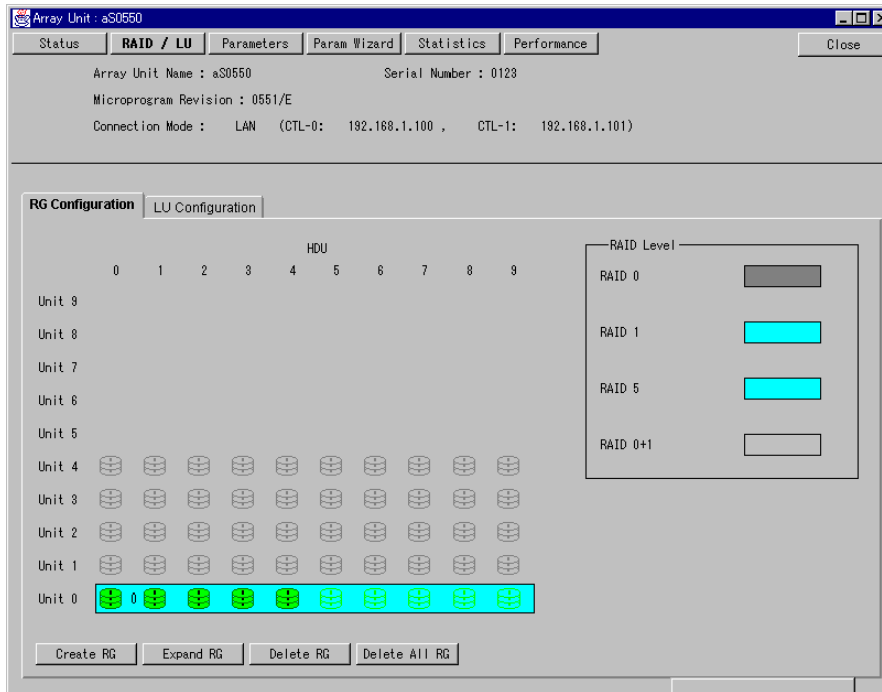 Array Unit : aS0550
Status RAID / LU Parameters Param Wizard Statistics Performance Close
Array Unit Name : aS0550 Serial Number : 0123
Microprogram Revision : 0551/E
Connection Mode : LAN (CTL-0: 192.168.1.100 , CTL-1: 192.168.1.101)
RG Configuration LU Configuration
HDU
0 1 2 3 4 5 6 7 8 9
Unit 9
Unit 8
Unit 7
Unit 6
Unit 5
Unit 4
Unit 3
Unit 2
Unit 1
Unit 0 0
RAID Level
RAID 0
RAID 1
RAID 5
RAID 0+1
Create RG Expand RG Delete RG Delete All RG